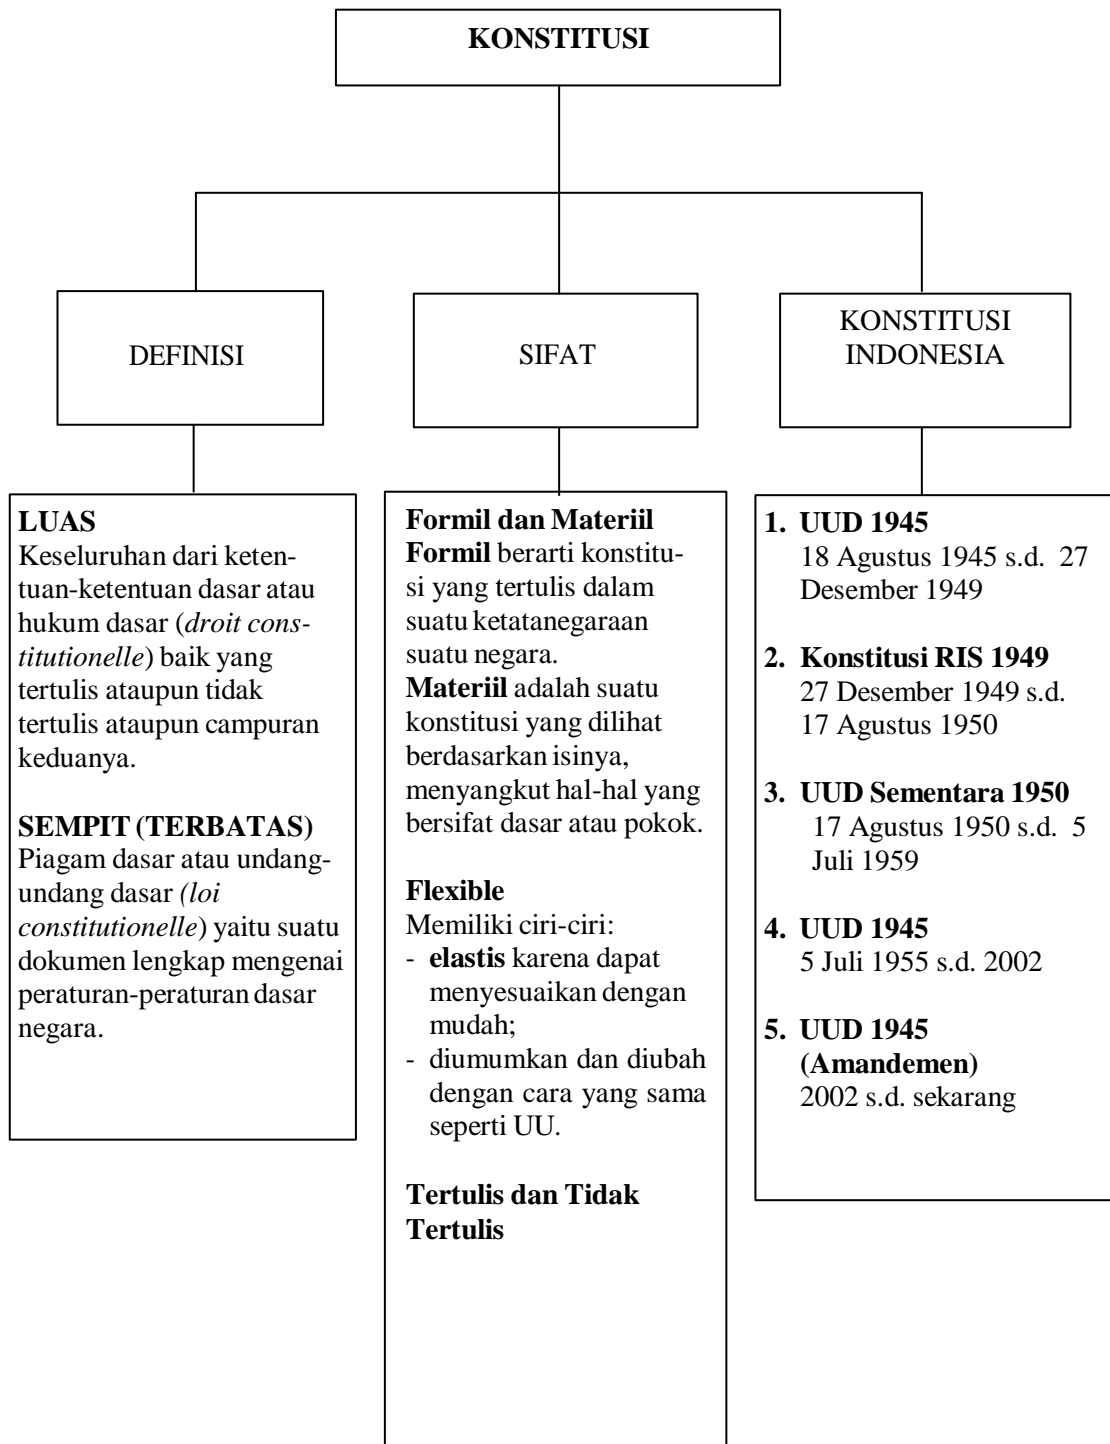 KONSTITUSI
DEFINISI
SIFAT
KONSTITUSI
INDONESIA
LUAS
Keseluruhan dari keten-
tuan-ketentuan dasar atau
hukum dasar (droit cons-
titutionelle) baik yang
tertulis ataupun tidak
tertulis ataupun campuran
keduanya.
SEMPIT (TERBATAS)
Piagam dasar atau undang-
undang dasar (loi
constitutionelle) yaitu suatu
dokumen lengkap mengenai
peraturan-peraturan dasar
negara.
Formil dan Materiil
Formil berarti konstitu-
si yang tertulis dalam
suatu ketatanegaraan
suatu negara.
Materiil adalah suatu
konstitusi yang dilihat
berdasarkan isinya,
menyangkut hal-hal yang
bersifat dasar atau pokok.
Flexible
Memiliki ciri-ciri:
- elastis karena dapat
menyesuaikan dengan
mudah;
- diumumkan dan diubah
dengan cara yang sama
seperti UU.
Tertulis dan Tidak
Tertulis
1. UUD 1945
18 Agustus 1945 s.d. 27
Desember 1949
2. Konstitusi RIS 1949
27 Desember 1949 s.d.
17 Agustus 1950
3. UUD Sementara 1950
17 Agustus 1950 s.d. 5
Juli 1959
4. UUD 1945
5 Juli 1955 s.d. 2002
5. UUD 1945
(Amandemen)
2002 s.d. sekarang